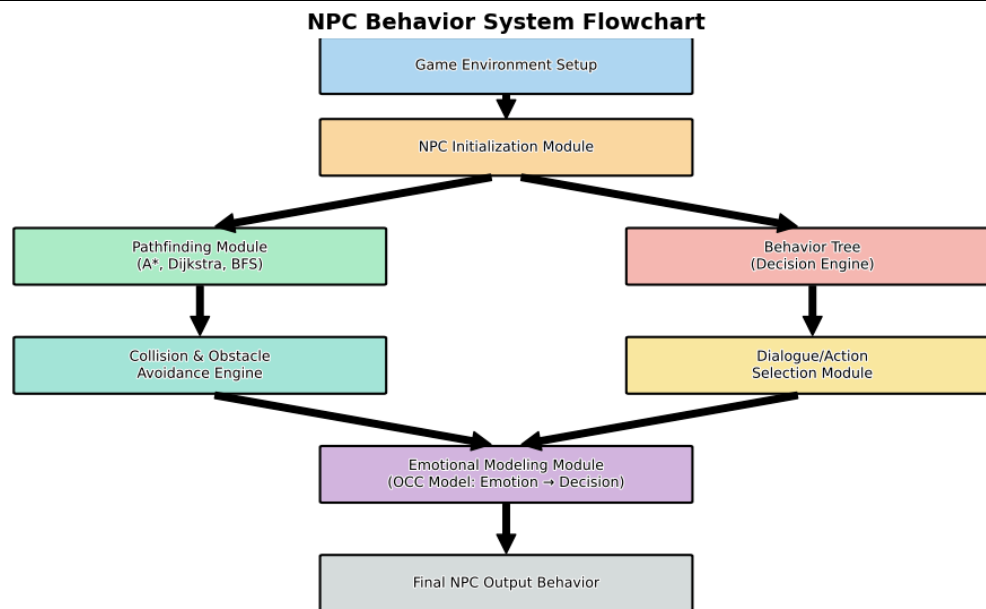 NPC Behavior System Flowchart
Game Environment Setup
NPC Initialization Module
Pathfinding Module
(A*, Dijkstra, BFS)
Behavior Tree
(Decision Engine)
Collision & Obstacle
Avoidance Engine
Dialogue/Action
Selection Module
Emotional Modeling Module
(OCC Model: Emotion → Decision)
Final NPC Output Behavior